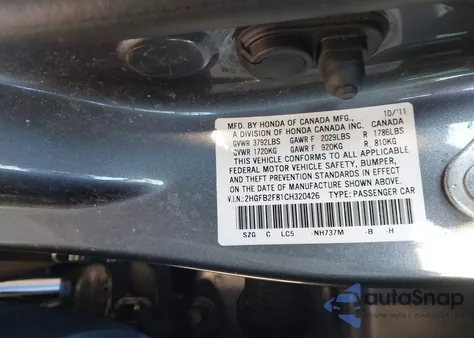 10/'11
MFD. BY HONDA OF CANADA MFG.,
A DIVISION OF HONDA CANADA INC. CANADA
GVWR 3792LBS GAWR F 2029LBS R 1786LBS
GVWR 1720KG GAWR F 920KG R 810KG
THIS VEHICLE CONFORMS TO ALL APPLICABLE
FEDERAL MOTOR VEHICLE SAFETY, BUMPER,
AND THEFT PREVENTION STANDARDS IN EFFECT
ON THE DATE OF MANUFACTURE SHOWN ABOVE.
V.I.N.: 2HGFB2F81CH320426 TYPE: PASSENGER CAR
SZG C LC5 -NH737M -B -H
autoSnap